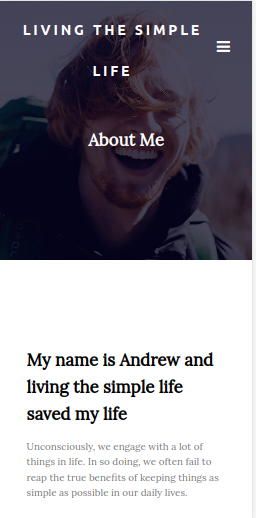 LIVING THE SIMPLE
LIFE
About Me
My name is Andrew and
living the simple life
saved my life
Unconsciously, we engage with a lot of
things in life. In so doing, we often fail to
reap the true benefits of keeping things as
simple as possible in our daily lives.